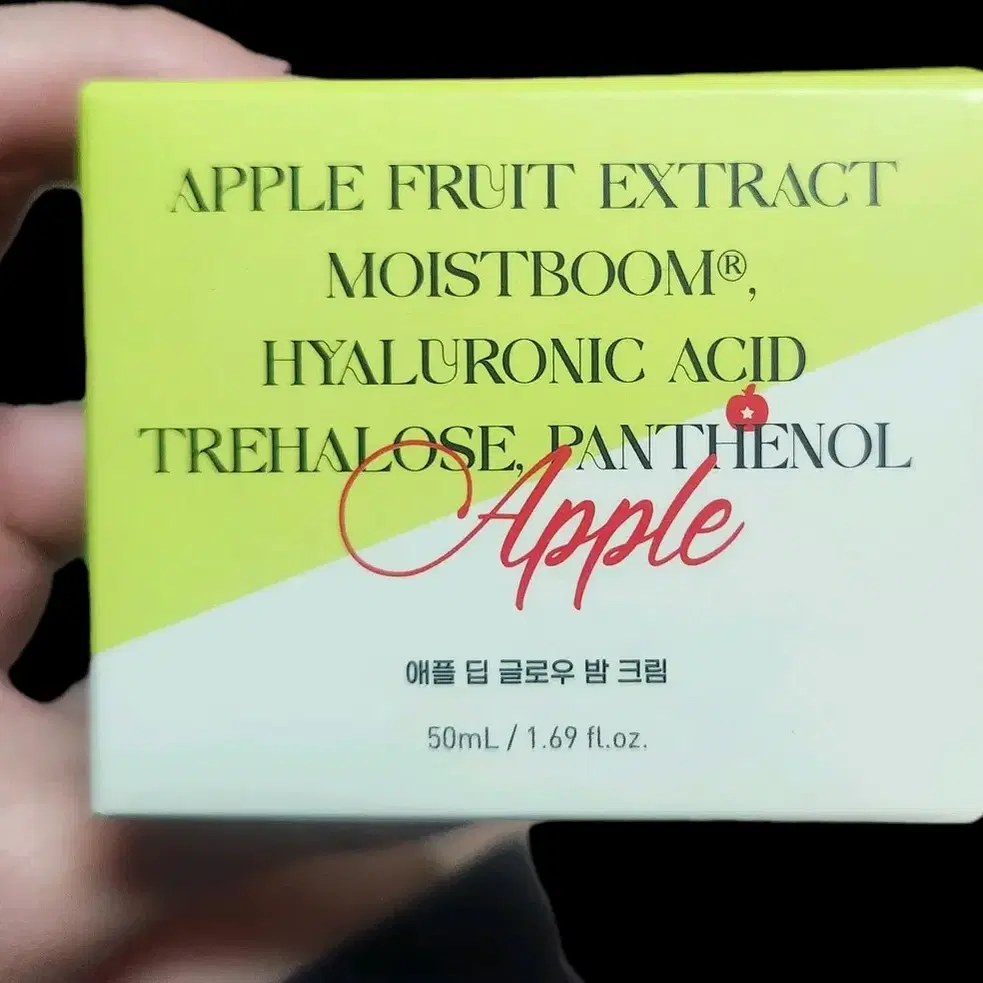 APPLE FRUIT EXTRACT
MOISTBOOM®,
HYALURONIC ACID
TREHALOSE, PANTHENOL
Apple
애플 딥 글로우 밤 크림
50mL / 1.69 fl.oz.